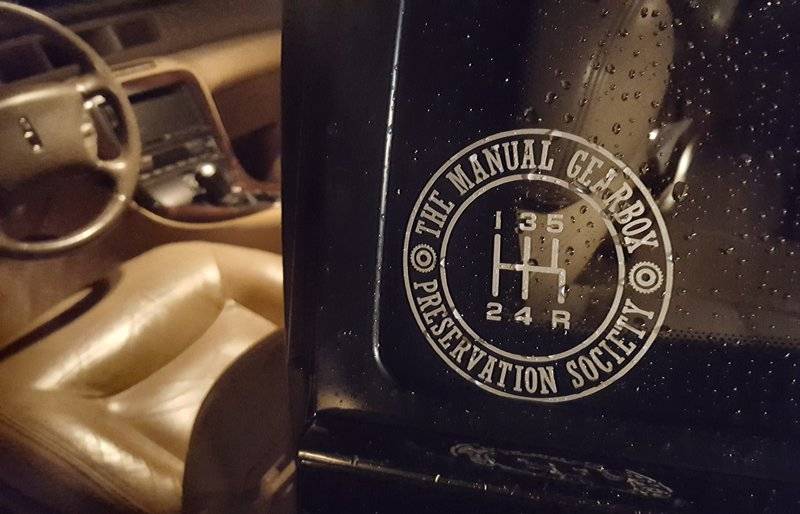 THE MANUAL GEARBOX
1 3 5
2 4 R
PRESERVATION SOCIETY